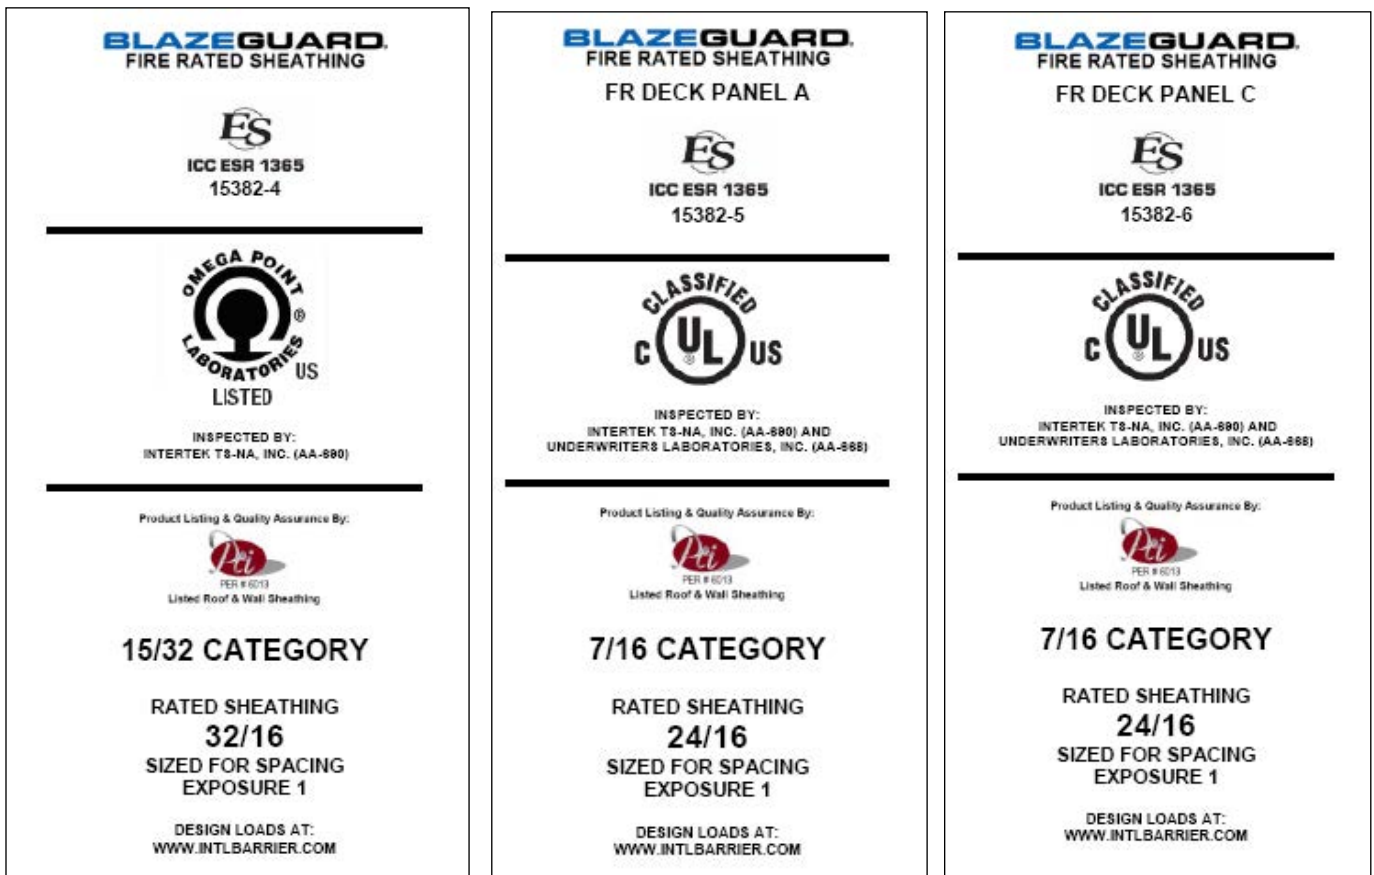 BLAZEGUARD.
FIRE RATED SHEATHING
ES
ICC ESR 1365
15382-4
OMEGA POINT
LABORATORIES
®
US
LISTED
INSPECTED BY:
INTERTEK TS-NA, INC. (AA-690)
Product Listing & Quality Assurance By:
Pti
PER # 6013
Listed Roof & Wall Sheathing
15/32 CATEGORY
RATED SHEATHING
32/16
SIZED FOR SPACING
EXPOSURE 1
DESIGN LOADS AT:
WWW.INTLBARRIER.COM
BLAZEGUARD.
FIRE RATED SHEATHING
FR DECK PANEL A
ES
ICC ESR 1365
15382-5
CLASSIFIED
C UL US
®
INSPECTED BY:
INTERTEK TS-NA, INC. (AA-690) AND
UNDERWRITERS LABORATORIES, INC. (AA-668)
Product Listing & Quality Assurance By:
Pti
PER # 6013
Listed Roof & Wall Sheathing
7/16 CATEGORY
RATED SHEATHING
24/16
SIZED FOR SPACING
EXPOSURE 1
DESIGN LOADS AT:
WWW.INTLBARRIER.COM
BLAZEGUARD.
FIRE RATED SHEATHING
FR DECK PANEL C
ES
ICC ESR 1365
15382-6
CLASSIFIED
C UL US
®
INSPECTED BY:
INTERTEK TS-NA, INC. (AA-690) AND
UNDERWRITERS LABORATORIES, INC. (AA-668)
Product Listing & Quality Assurance By:
Pti
PER # 6013
Listed Roof & Wall Sheathing
7/16 CATEGORY
RATED SHEATHING
24/16
SIZED FOR SPACING
EXPOSURE 1
DESIGN LOADS AT:
WWW.INTLBARRIER.COM